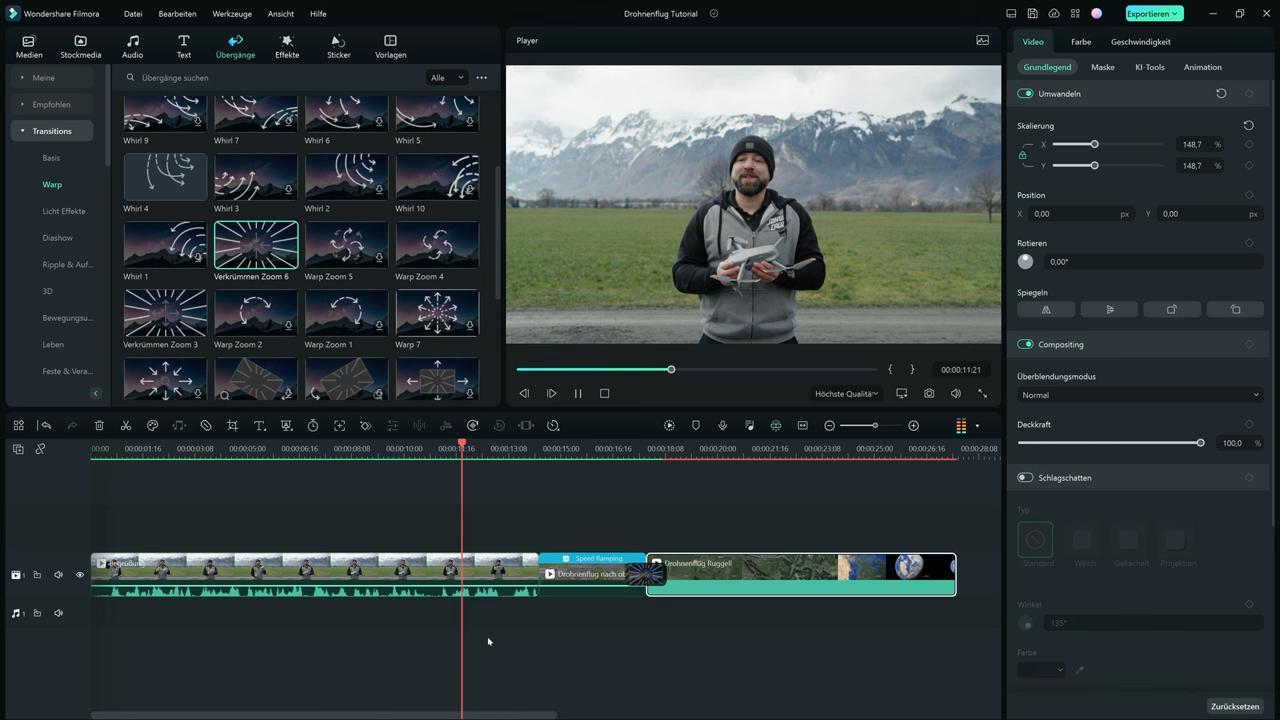 Wondershare Filmora
Datei
Bearbeiten
Werkzeuge
Ansicht
Hilfe
Drohnenflug Tutorial
Exportieren
Medien
Stockmedia
Audio
Text
Übergänge
Effekte
Sticker
Vorlagen
Meine
Empfohlen
Transitions
Basis
Warp
Licht Effekte
Diashow
Ripple & Auf...
3D
Bewegungsu...
Leben
Feste & Vera...
Übergänge suchen
Alle
Whirl 9
Whirl 7
Whirl 6
Whirl 5
Whirl 4
Whirl 3
Whirl 2
Whirl 10
Whirl 1
Verkrümmen Zoom 6
Warp Zoom 5
Warp Zoom 4
Verkrümmen Zoom 3
Warp Zoom 2
Warp Zoom 1
Warp 7
Player
00:00:11:21
Höchste Qualitä
Video
Farbe
Geschwindigkeit
Grundlegend
Maske
KI-Tools
Animation
Umwandeln
Skalierung
X 148,7 %
Y 148,7 %
Position
X 0,00 px Y 0,00 px
Rotieren
0,00°
Spiegeln
Compositing
Überblendungsmodus
Normal
Deckkraft
100,0 %
Schlagschatten
Typ
Standard
Weich
Gekachelt
Projektion
Winkel
135°
Farbe
Zurücksetzen
:00:00 00:00:01:16 00:00:03:08 00:00:05:00 00:00:06:16 00:00:08:08 00:00:10:00 00:00:11:16 00:00:15:00 00:00:16:16 00:00:18:08 00:00:20:00 00:00:21:16 00:00:25:00 00:00:26:16 00:00:28:08
Begrüßung
Speed Ramping
Drohnenflug nach ob
Drohnenflug Ruggell
1
1